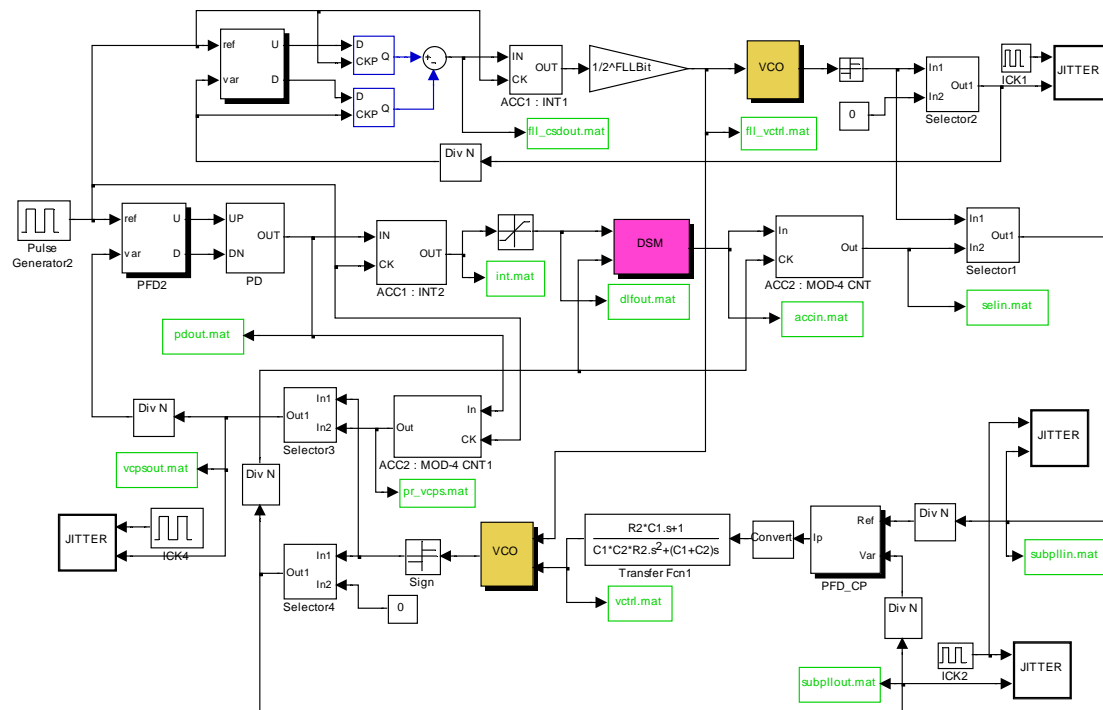 ref
var
U
D
D
CKP
Q
D
CKP
Q
+
-
IN
CK
OUT
ACC1 : INT1
1/2^FLLBit
VCO
0
In1
In2
Out1
Selector2
ICK1
JITTER
fll_csdout.mat
fll_vctrl.mat
Div N
Pulse
Generator2
ref
var
U
D
PFD2
UP
DN
OUT
PD
IN
CK
OUT
ACC1 : INT2
int.mat
DSM
dlfout.mat
In
CK
Out
ACC2 : MOD-4 CNT
accin.mat
In1
In2
Out1
Selector1
selin.mat
pdout.mat
Div N
Out1
In1
In2
Selector3
Out
In
CK
ACC2 : MOD-4 CNT1
vcpsout.mat
Div N
pr_vcps.mat
JITTER
JITTER
ICK4
In1
In2
Out1
Selector4
0
Sign
VCO
R2*C1.s+1
C1*C2*R2.s²+(C1+C2)s
Transfer Fcn1
vctrl.mat
Convert
Ip
Ref
Var
PFD_CP
Div N
subpllin.mat
Div N
ICK2
JITTER
subpllout.mat